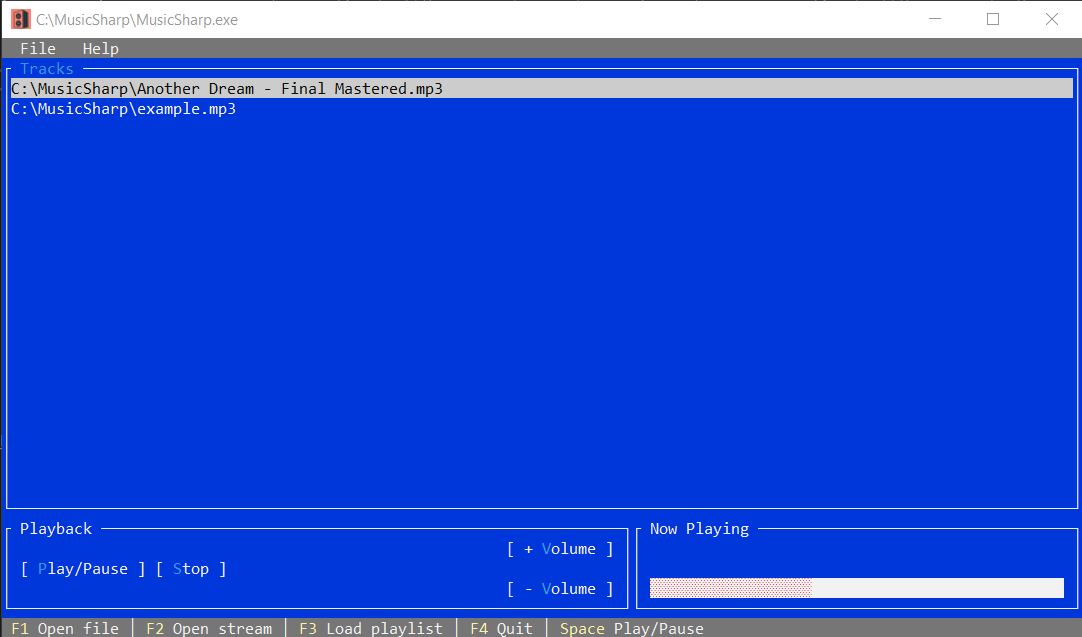 C:\MusicSharp\MusicSharp.exe
File Help
Tracks
C:\MusicSharp\Another Dream - Final Mastered.mp3
C:\MusicSharp\example.mp3
Playback
Now Playing
[ + Volume ]
[ Play/Pause ] [ Stop ]
[ - Volume ]
F1 Open file │ F2 Open stream │ F3 Load playlist │ F4 Quit │ Space Play/Pause